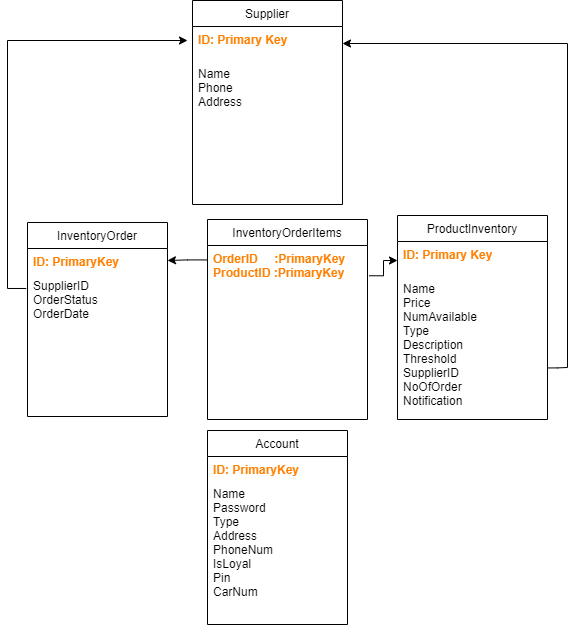 Supplier
ID: Primary Key
Name
Phone
Address
InventoryOrder
ID: PrimaryKey
SupplierID
OrderStatus
OrderDate
InventoryOrderItems
OrderID :PrimaryKey
ProductID :PrimaryKey
ProductInventory
ID: Primary Key
Name
Price
NumAvailable
Type
Description
Threshold
SupplierID
NoOfOrder
Notification
Account
ID: PrimaryKey
Name
Password
Type
Address
PhoneNum
IsLoyal
Pin
CarNum